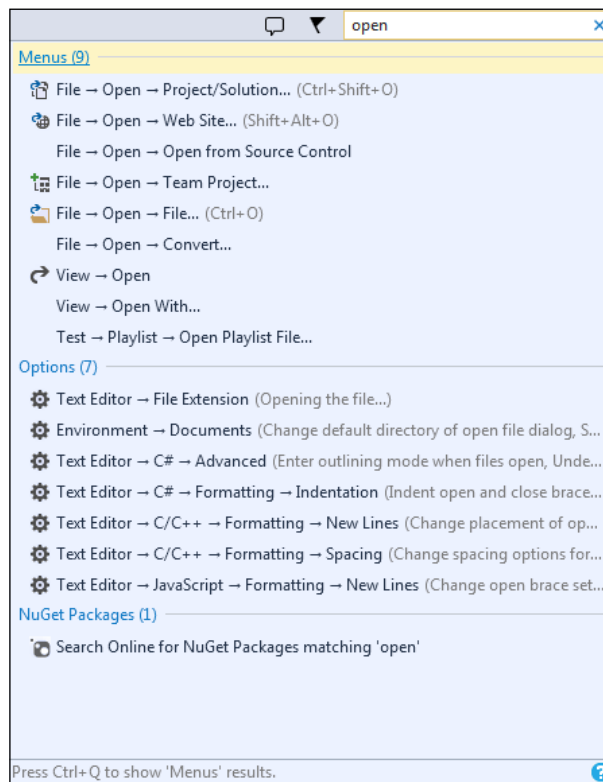 open
Menus (9)
File → Open → Project/Solution... (Ctrl+Shift+O)
File → Open → Web Site... (Shift+Alt+O)
File → Open → Open from Source Control
File → Open → Team Project...
File → Open → File... (Ctrl+O)
File → Open → Convert...
View → Open
View → Open With...
Test → Playlist → Open Playlist File...
Options (7)
Text Editor → File Extension (Opening the file...)
Environment → Documents (Change default directory of open file dialog, S...
Text Editor → C# → Advanced (Enter outlining mode when files open, Unde...
Text Editor → C# → Formatting → Indentation (Indent open and close brace...
Text Editor → C/C++ → Formatting → New Lines (Change placement of op...
Text Editor → C/C++ → Formatting → Spacing (Change spacing options for...
Text Editor → JavaScript → Formatting → New Lines (Change open brace set...
NuGet Packages (1)
Search Online for NuGet Packages matching 'open'
Press Ctrl+Q to show 'Menus' results.